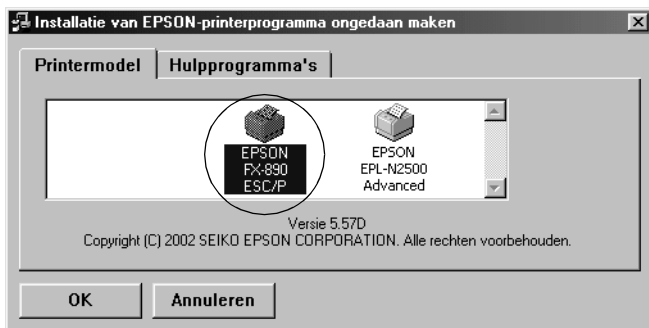 Installatie van EPSON-printerprogramma ongedaan maken
Printermodel
Hulpprogramma's
EPSON
FX-890
ESC/P
EPSON
EPL-N2500
Advanced
Versie 5.57D
Copyright (C) 2002 SEIKO EPSON CORPORATION. Alle rechten voorbehouden.
OK
Annuleren